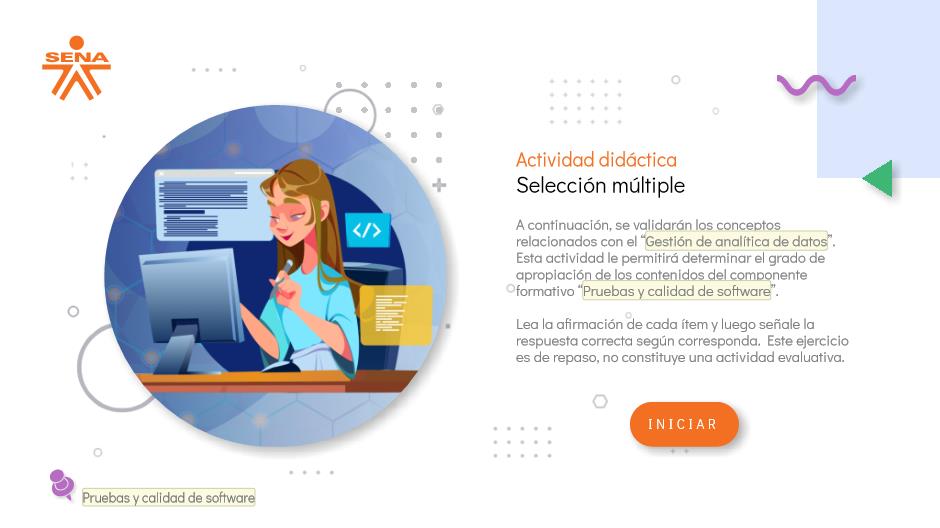 SENA
</>
Actividad didáctica
Selección múltiple
A continuación, se validarán los conceptos
relacionados con el “Gestión de analítica de datos”.
Esta actividad le permitirá determinar el grado de
apropiación de los contenidos del componente
formativo “Pruebas y calidad de software”.
Lea la afirmación de cada ítem y luego señale la
respuesta correcta según corresponda. Este ejercicio
es de repaso, no constituye una actividad evaluativa.
INICIAR
Pruebas y calidad de software